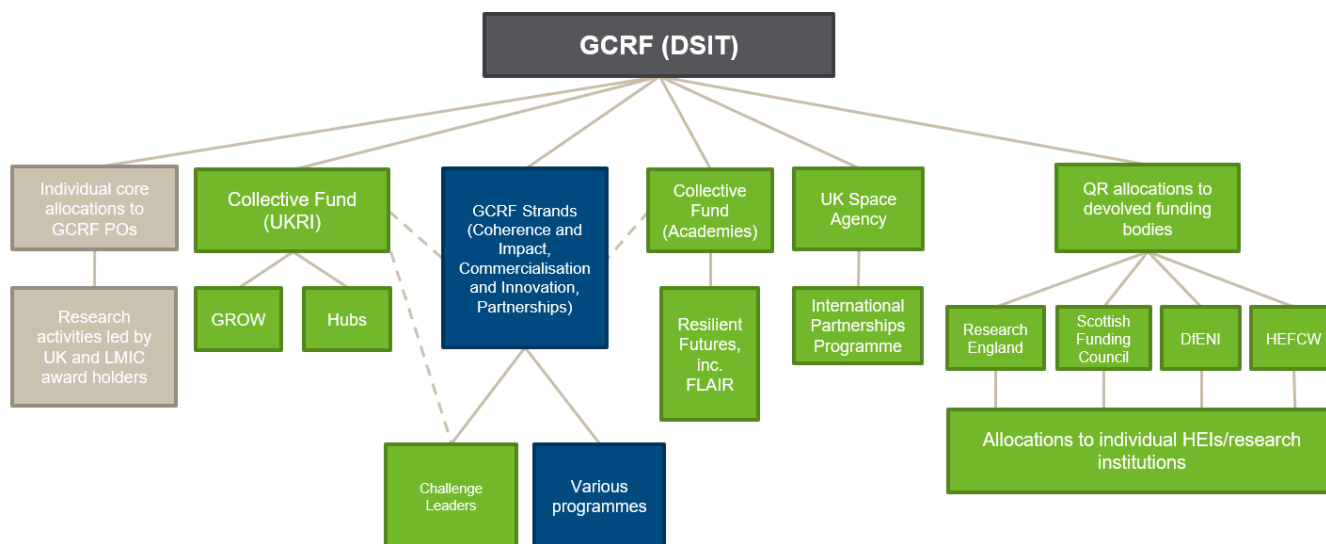 GCRF (DSIT)
Individual core
allocations to
GCRF POs
Collective Fund
(UKRI)
GCRF Strands
(Coherence and
Impact,
Commercialisation
and Innovation,
Partnerships)
Collective
Fund
(Academies)
UK Space
Agency
QR allocations to
devolved funding
bodies
Research
activities led by
UK and LMIC
award holders
GROW
Hubs
Resilient
Futures,
inc.
FLAIR
International
Partnerships
Programme
Research
England
Scottish
Funding
Council
DfENI
HEFCW
Challenge
Leaders
Various
programmes
Allocations to individual HEIs/research
institutions